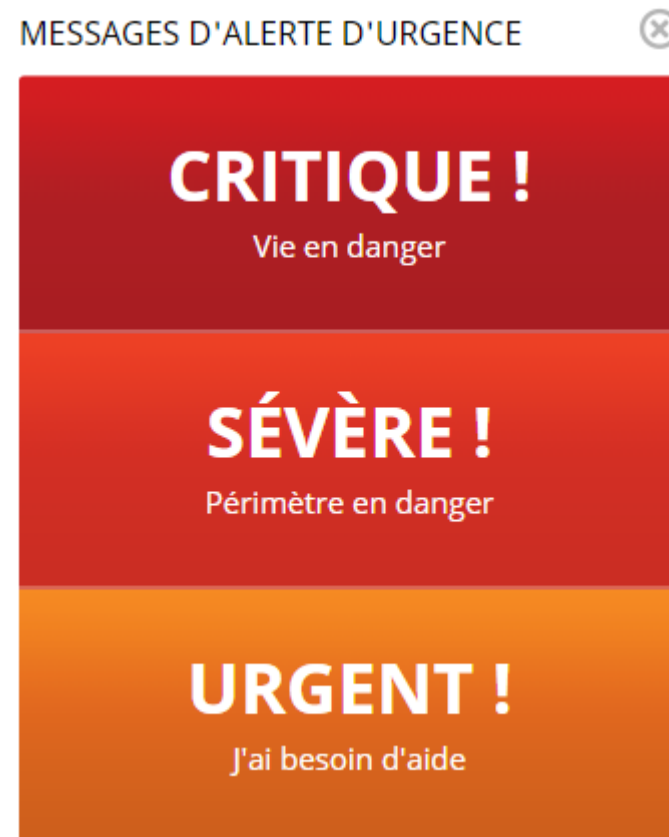 MESSAGES D'ALERTE D'URGENCE
CRITIQUE !
Vie en danger
SÉVÈRE !
Périmètre en danger
URGENT !
J'ai besoin d'aide